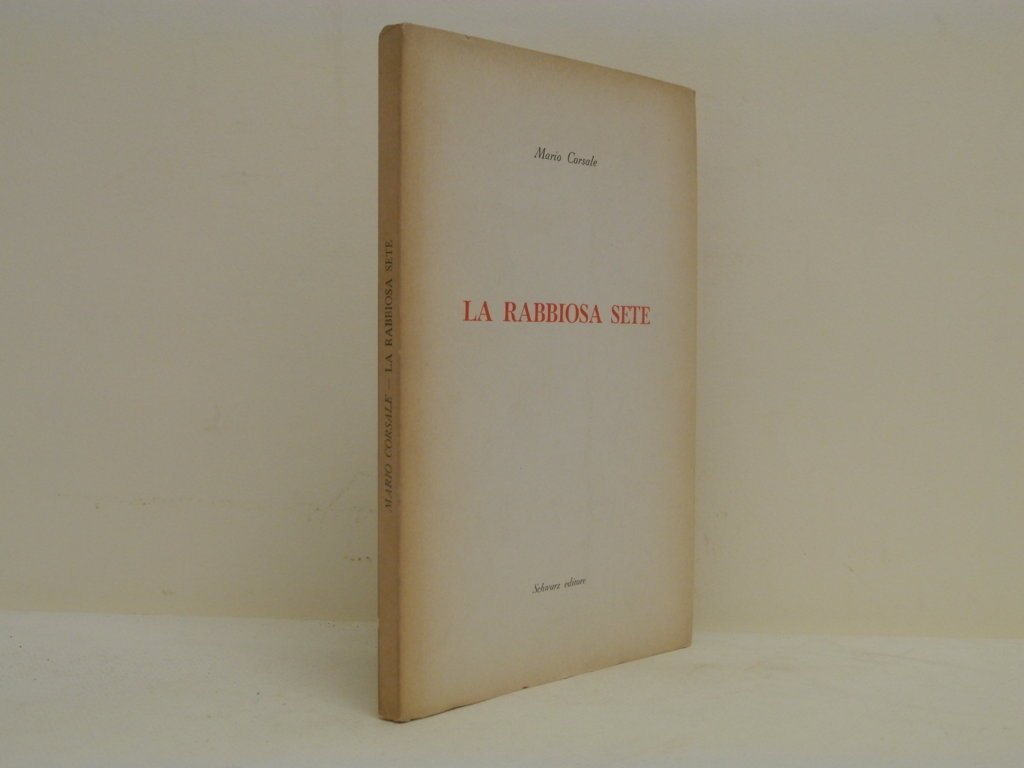 Mario Corsale
LA RABBIOSA SETE
Schwarz editore
MARIO CORSALE — LA RABBIOSA SETE